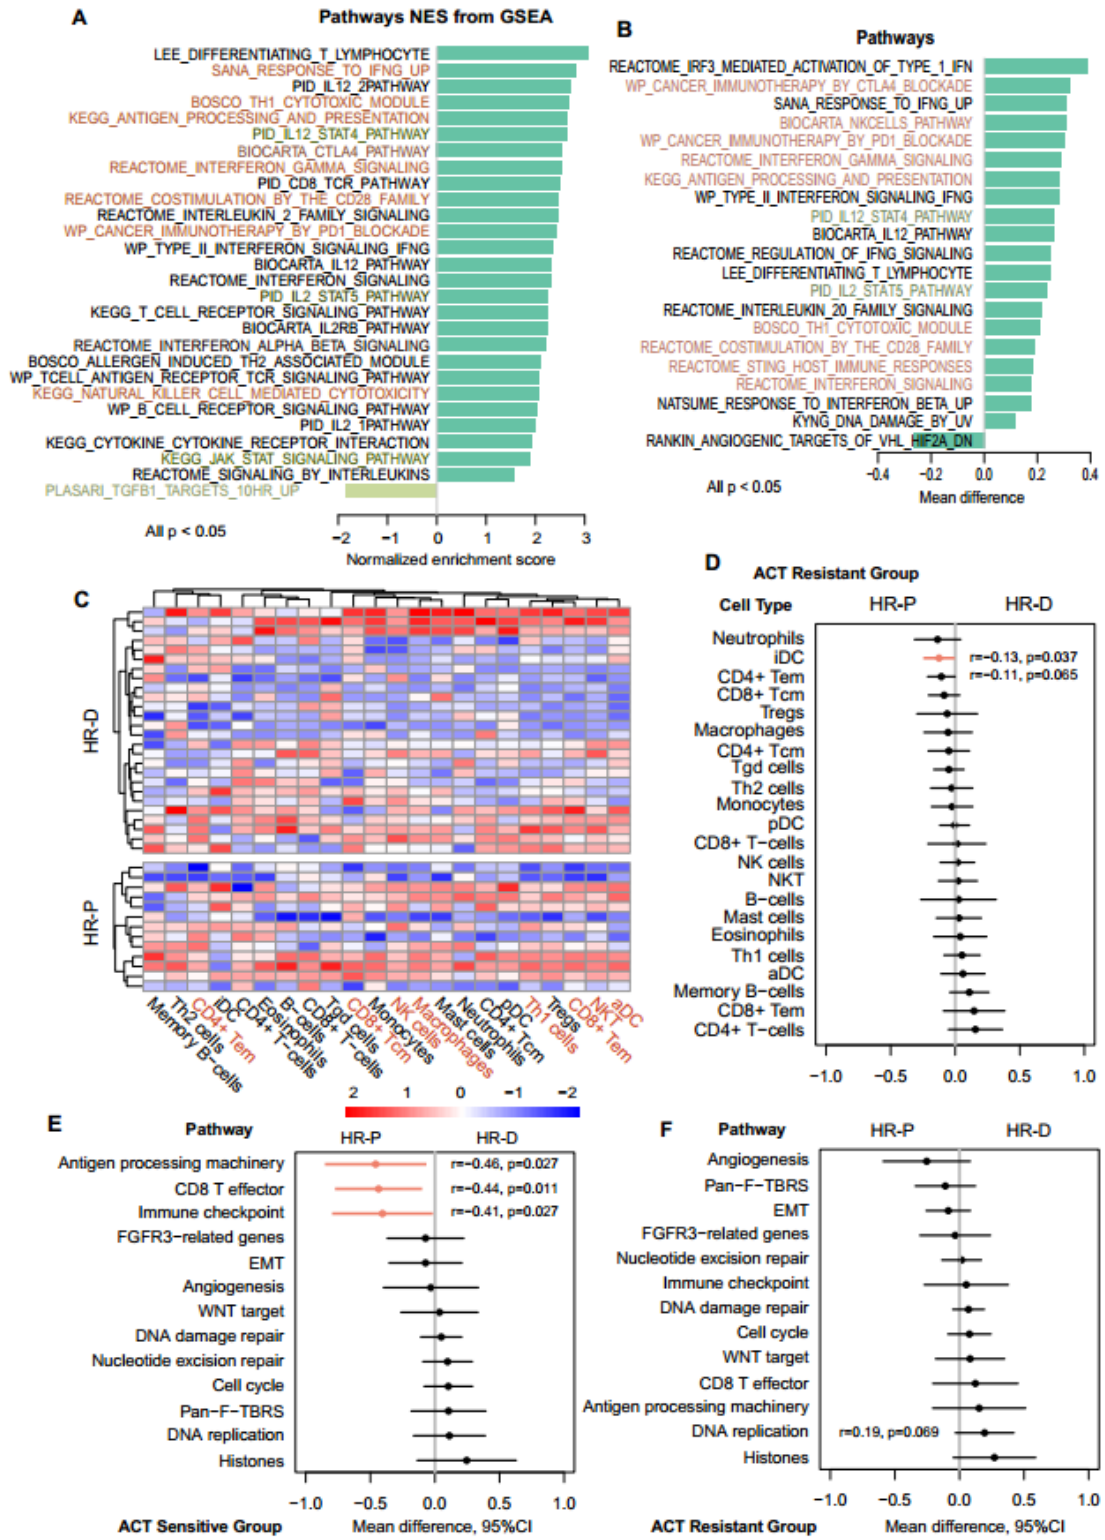 A
Pathways NES from GSEA
LEE_DIFFERENTIATING_T_LYMPHOCYTE
SANA_RESPONSE_TO_IFNG_UP
PID_IL12_2PATHWAY
BOSCO_TH1_CYTOTOXIC_MODULE
KEGG_ANTIGEN_PROCESSING_AND_PRESENTATION
PID_IL12_STAT4_PATHWAY
BIOCARTA_CTLA4_PATHWAY
REACTOME_INTERFERON_GAMMA_SIGNALING
PID_CD8_TCR_PATHWAY
REACTOME_COSTIMULATION_BY_THE_CD28_FAMILY
REACTOME_INTERLEUKIN_2_FAMILY_SIGNALING
WP_CANCER_IMMUNOTHERAPY_BY_PD1_BLOCKADE
WP_TYPE_II_INTERFERON_SIGNALING_IFNG
BIOCARTA_IL12_PATHWAY
REACTOME_INTERFERON_SIGNALING
PID_IL2_STAT5_PATHWAY
KEGG_T_CELL_RECEPTOR_SIGNALING_PATHWAY
BIOCARTA_IL2RB_PATHWAY
REACTOME_INTERFERON_ALPHA_BETA_SIGNALING
BOSCO_ALLERGEN_INDUCED_TH2_ASSOCIATED_MODULE
WP_TCELL_ANTIGEN_RECEPTOR_TCR_SIGNALING_PATHWAY
KEGG_NATURAL_KILLER_CELL_MEDIATED_CYTOTOXICITY
WP_B_CELL_RECEPTOR_SIGNALING_PATHWAY
PID_IL2_1PATHWAY
KEGG_CYTOKINE_CYTOKINE_RECEPTOR_INTERACTION
KEGG_JAK_STAT_SIGNALING_PATHWAY
REACTOME_SIGNALING_BY_INTERLEUKINS
PLASARI_TGFB1_TARGETS_10HR_UP
All p < 0.05
−2 −1 0 1 2 3
Normalized enrichment score
B
Pathways
REACTOME_IRF3_MEDIATED_ACTIVATION_OF_TYPE_1_IFN
WP_CANCER_IMMUNOTHERAPY_BY_CTLA4_BLOCKADE
SANA_RESPONSE_TO_IFNG_UP
BIOCARTA_NKCELLS_PATHWAY
WP_CANCER_IMMUNOTHERAPY_BY_PD1_BLOCKADE
REACTOME_INTERFERON_GAMMA_SIGNALING
KEGG_ANTIGEN_PROCESSING_AND_PRESENTATION
WP_TYPE_II_INTERFERON_SIGNALING_IFNG
PID_IL12_STAT4_PATHWAY
BIOCARTA_IL12_PATHWAY
REACTOME_REGULATION_OF_IFNG_SIGNALING
LEE_DIFFERENTIATING_T_LYMPHOCYTE
PID_IL2_STAT5_PATHWAY
REACTOME_INTERLEUKIN_20_FAMILY_SIGNALING
BOSCO_TH1_CYTOTOXIC_MODULE
REACTOME_COSTIMULATION_BY_THE_CD28_FAMILY
REACTOME_STING_HOST_IMMUNE_RESPONSES
REACTOME_INTERFERON_SIGNALING
NATSUME_RESPONSE_TO_INTERFERON_BETA_UP
KYNG_DNA_DAMAGE_BY_UV
RANKIN_ANGIOGENIC_TARGETS_OF_VHL_HIF2A_DN
−0.4 −0.2 0.0 0.2 0.4
All p < 0.05
Mean difference
C
HR-D
HR-P
Memory B−cells
Th2 cells
CD4+ Tem
iDC
CD4+ T−cells
Eosinophils
B−cells
CD8+ T−cells
Tgd cells
CD8+ Tcm
Monocytes
NK cells
Macrophages
Mast cells
Neutrophils
CD4+ Tcm
pDC
Th1 cells
Tregs
CD8+ Tem
NKT
aDC
2 1 0 −1 −2
D
ACT Resistant Group
Cell Type HR-P HR-D
Neutrophils
iDC r=−0.13, p=0.037
CD4+ Tem r=−0.11, p=0.065
CD8+ Tcm
Tregs
Macrophages
CD4+ Tcm
Tgd cells
Th2 cells
Monocytes
pDC
CD8+ T−cells
NK cells
NKT
B−cells
Mast cells
Eosinophils
Th1 cells
aDC
Memory B−cells
CD8+ Tem
CD4+ T−cells
−1.0 −0.5 0.0 0.5 1.0
E
Pathway HR-P HR-D
Antigen processing machinery r=−0.46, p=0.027
CD8 T effector r=−0.44, p=0.011
Immune checkpoint r=−0.41, p=0.027
FGFR3−related genes
EMT
Angiogenesis
WNT target
DNA damage repair
Nucleotide excision repair
Cell cycle
Pan−F−TBRS
DNA replication
Histones
−1.0 −0.5 0.0 0.5 1.0
ACT Sensitive Group Mean difference, 95%CI
F
Pathway HR-P HR-D
Angiogenesis
Pan−F−TBRS
EMT
FGFR3−related genes
Nucleotide excision repair
Immune checkpoint
DNA damage repair
Cell cycle
WNT target
CD8 T effector
Antigen processing machinery
DNA replication r=0.19, p=0.069
Histones
−1.0 −0.5 0.0 0.5 1.0
ACT Resistant Group Mean difference, 95%CI